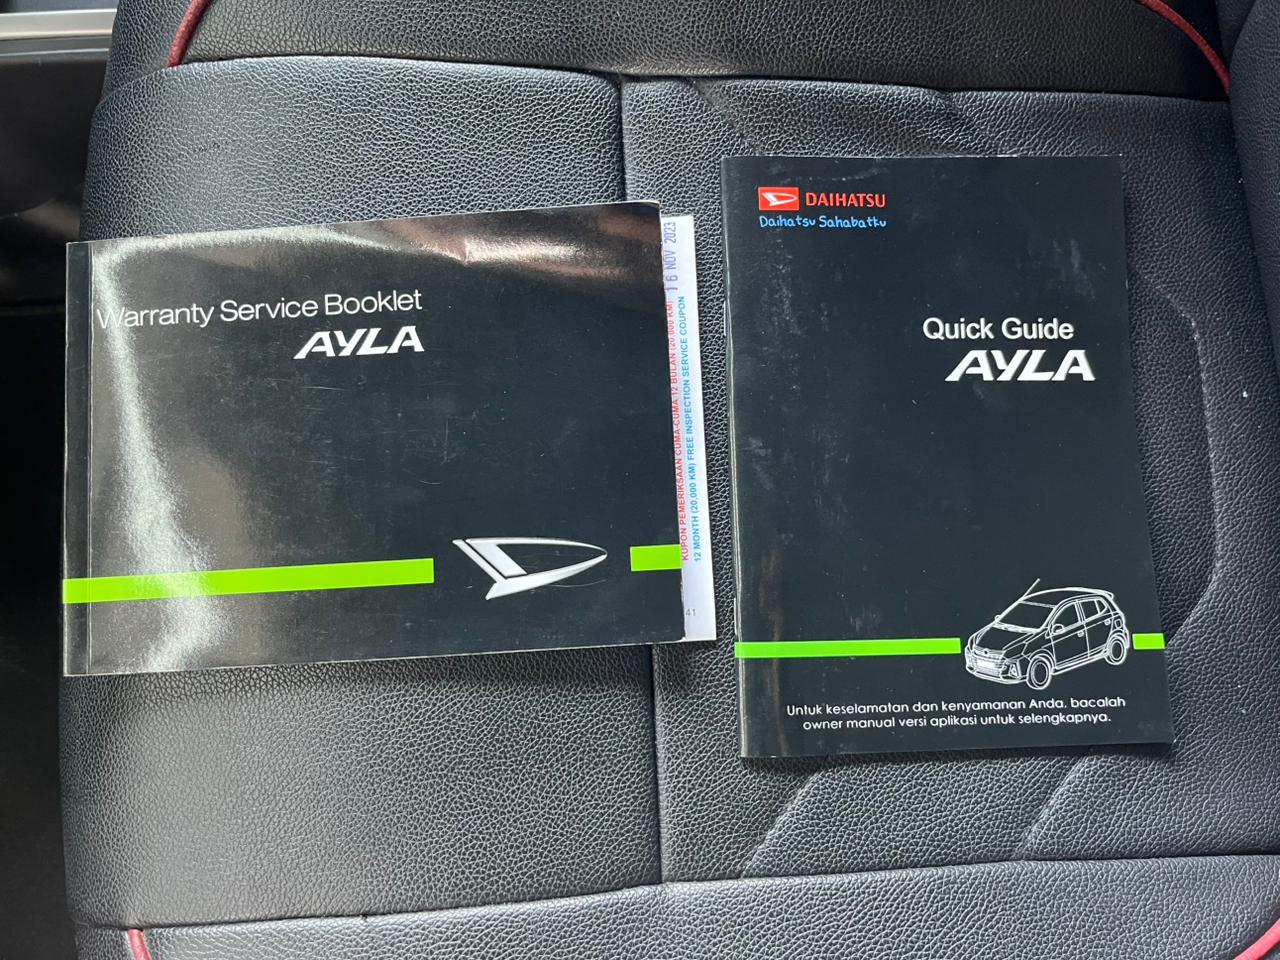 Warranty Service Booklet
AYLA
16 NOV 2023
KUPON PEMERIKSAAN CUMA-CUMA 12 BULAN (20.000 KM)
12 MONTH (20,000 KM) FREE INSPECTION SERVICE COUPON
41
DAIHATSU
Daihatsu Sahabatku
Quick Guide
AYLA
Untuk keselamatan dan kenyamanan Anda, bacalah
owner manual versi aplikasi untuk selengkapnya.